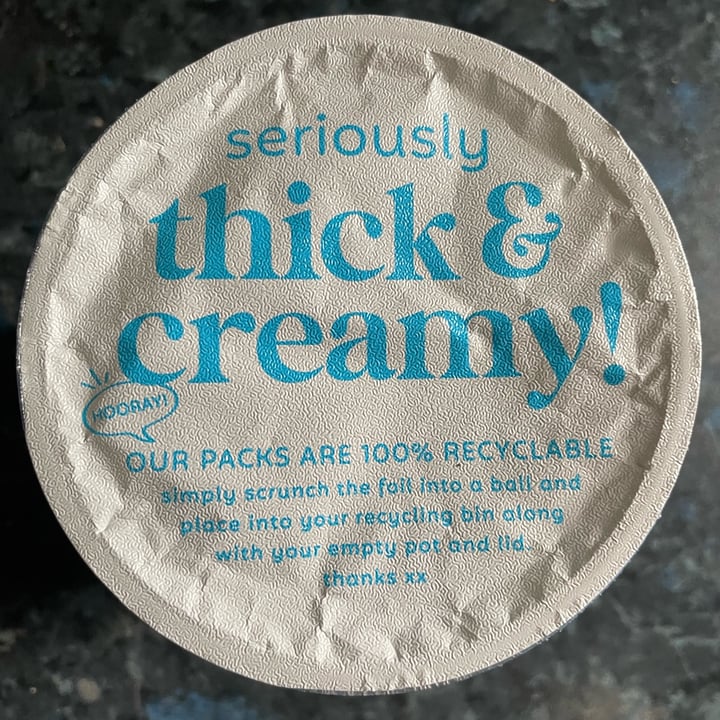 seriously
thick &
creamy!
HOORAY!
OUR PACKS ARE 100% RECYCLABLE
simply scrunch the foil into a ball and
place into your recycling bin along
with your empty pot and lid.
thanks xx